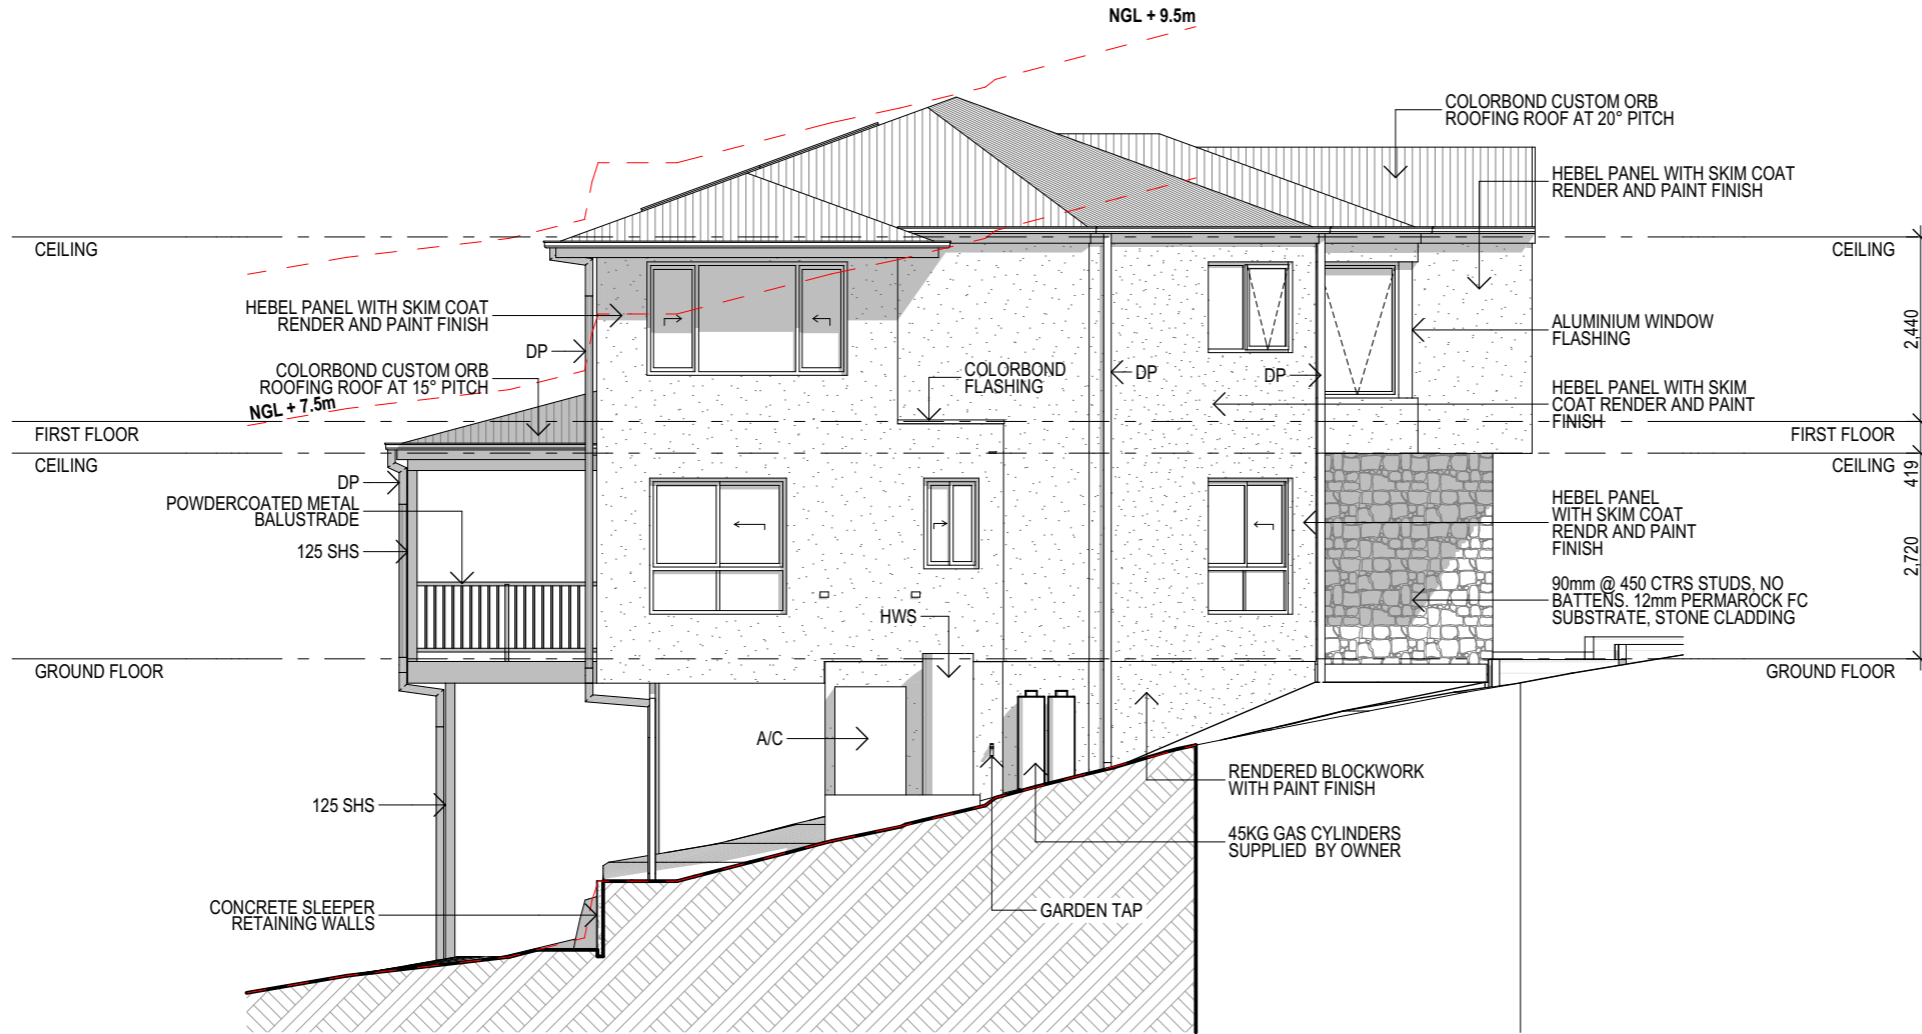 NGL + 9.5m
COLORBOND CUSTOM ORB
ROOFING ROOF AT 20° PITCH
HEBEL PANEL WITH SKIM COAT
RENDER AND PAINT FINISH
CEILING
CEILING
HEBEL PANEL WITH SKIM COAT
RENDER AND PAINT FINISH
DP
COLORBOND CUSTOM ORB
ROOFING ROOF AT 15° PITCH
NGL + 7.5m
COLORBOND
FLASHING
DP
DP
ALUMINIUM WINDOW
FLASHING
2,440
HEBEL PANEL WITH SKIM
COAT RENDER AND PAINT
FINISH
FIRST FLOOR
FIRST FLOOR
CEILING
CEILING
419
DP
POWDERCOATED METAL
BALUSTRADE
125 SHS
HEBEL PANEL
WITH SKIM COAT
RENDR AND PAINT
FINISH
2,720
90mm @ 450 CTRS STUDS, NO
BATTENS. 12mm PERMAROCK FC
SUBSTRATE, STONE CLADDING
HWS
GROUND FLOOR
GROUND FLOOR
A/C
125 SHS
RENDERED BLOCKWORK
WITH PAINT FINISH
45KG GAS CYLINDERS
SUPPLIED BY OWNER
CONCRETE SLEEPER
RETAINING WALLS
GARDEN TAP